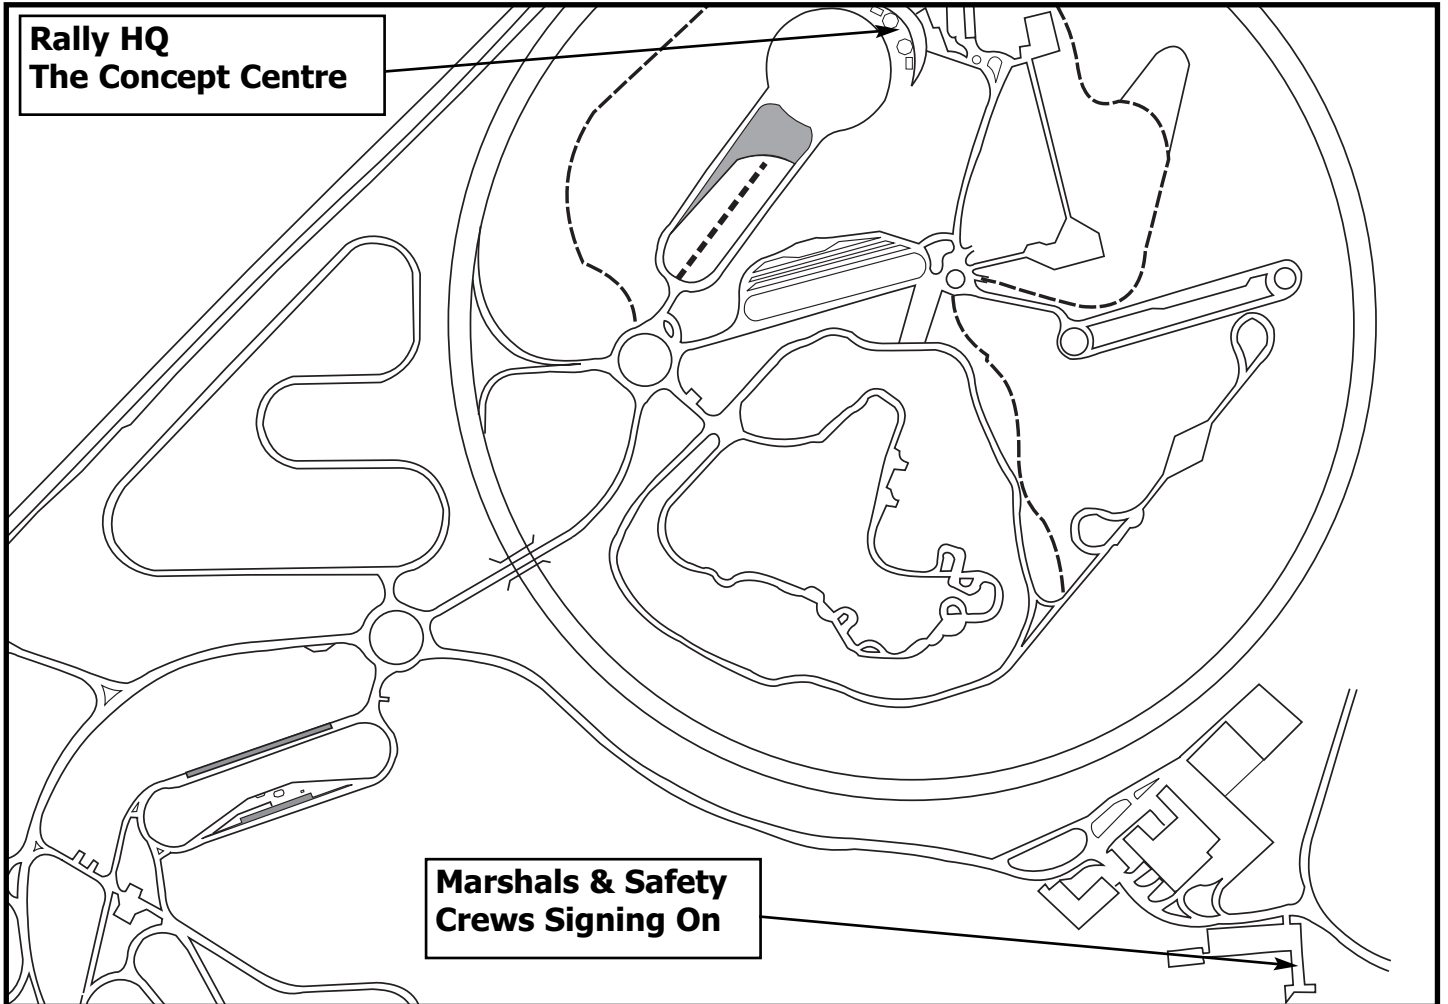 Rally HQ
The Concept Centre
Marshals & Safety
Crews Signing On